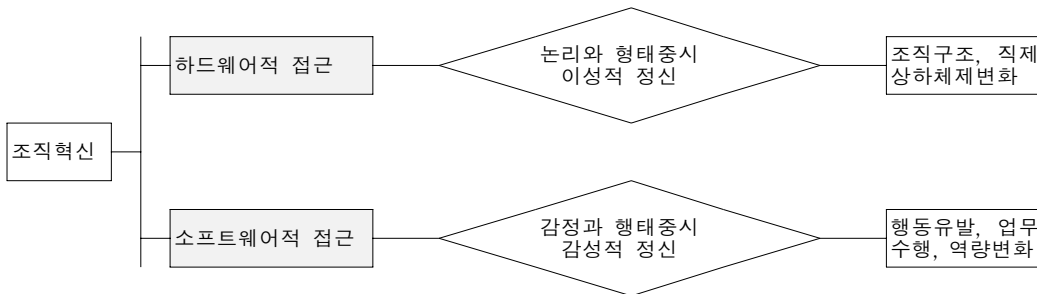 하드웨어적 접근
논리와 형태중시
이성적 정신
조직구조, 직제
상하체제변화
조직혁신
소프트웨어적 접근
감정과 행태중시
감성적 정신
행동유발, 업무
수행, 역량변화